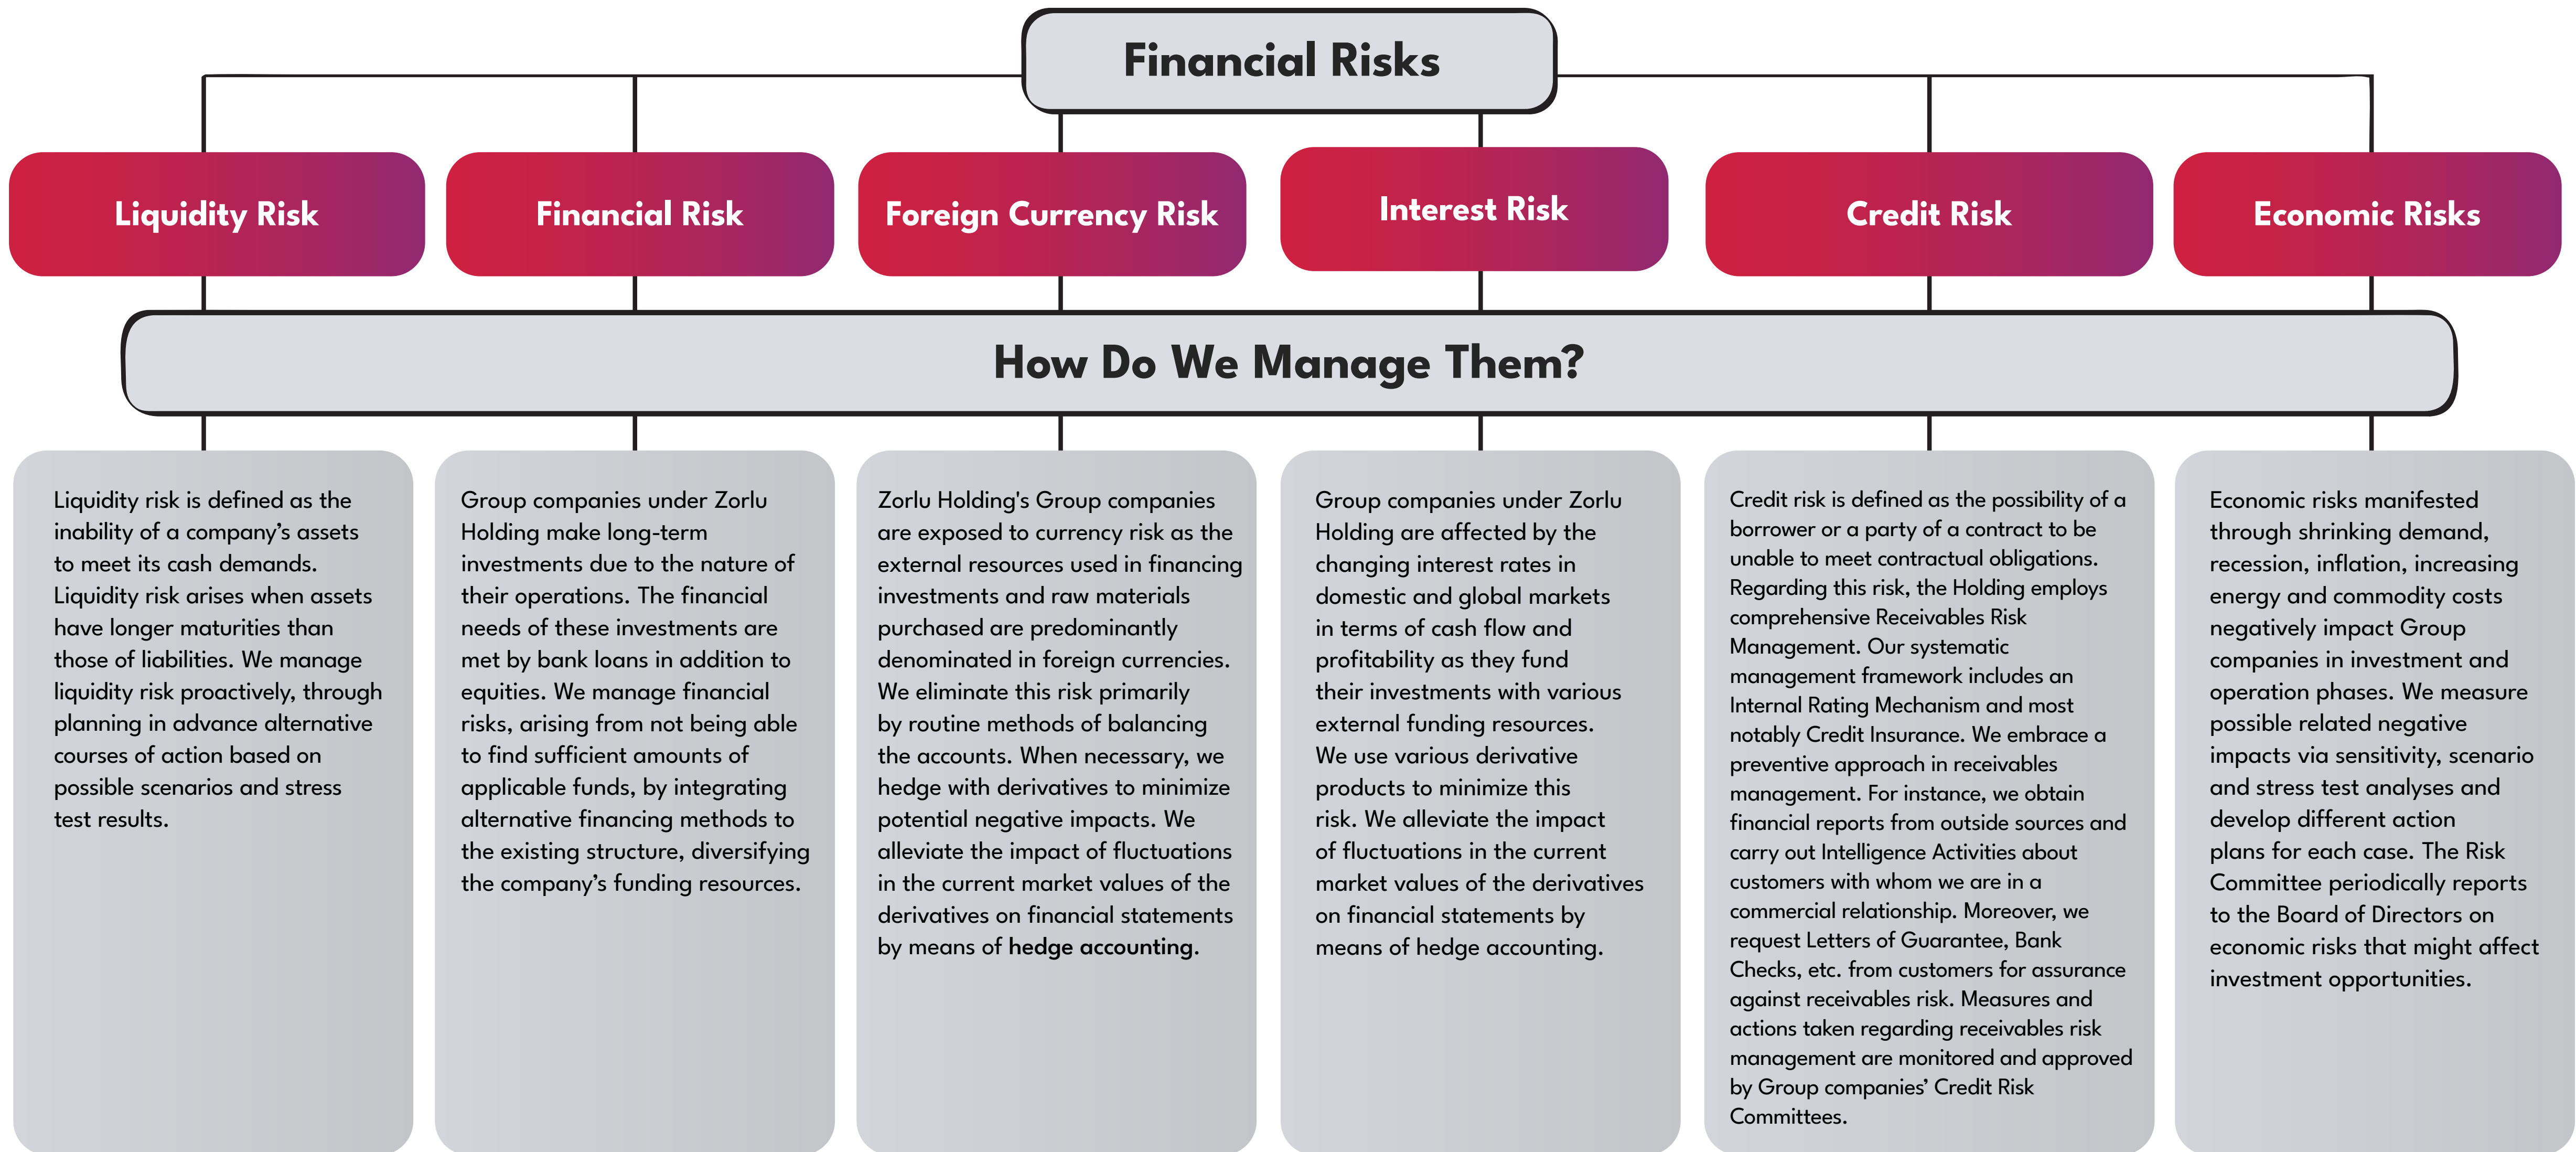 Financial Risks
Liquidity Risk
Financial Risk
Foreign Currency Risk
Interest Risk
Credit Risk
Economic Risks
How Do We Manage Them?
Liquidity risk is defined as the
inability of a company’s assets
to meet its cash demands.
Liquidity risk arises when assets
have longer maturities than
those of liabilities. We manage
liquidity risk proactively, through
planning in advance alternative
courses of action based on
possible scenarios and stress
test results.
Group companies under Zorlu
Holding make long-term
investments due to the nature of
their operations. The financial
needs of these investments are
met by bank loans in addition to
equities. We manage financial
risks, arising from not being able
to find sufficient amounts of
applicable funds, by integrating
alternative financing methods to
the existing structure, diversifying
the company’s funding resources.
Zorlu Holding's Group companies
are exposed to currency risk as the
external resources used in financing
investments and raw materials
purchased are predominantly
denominated in foreign currencies.
We eliminate this risk primarily
by routine methods of balancing
the accounts. When necessary, we
hedge with derivatives to minimize
potential negative impacts. We
alleviate the impact of fluctuations
in the current market values of the
derivatives on financial statements
by means of hedge accounting.
Group companies under Zorlu
Holding are affected by the
changing interest rates in
domestic and global markets
in terms of cash flow and
profitability as they fund
their investments with various
external funding resources.
We use various derivative
products to minimize this
risk. We alleviate the impact
of fluctuations in the current
market values of the derivatives
on financial statements by
means of hedge accounting.
Credit risk is defined as the possibility of a
borrower or a party of a contract to be
unable to meet contractual obligations.
Regarding this risk, the Holding employs
comprehensive Receivables Risk
Management. Our systematic
management framework includes an
Internal Rating Mechanism and most
notably Credit Insurance. We embrace a
preventive approach in receivables
management. For instance, we obtain
financial reports from outside sources and
carry out Intelligence Activities about
customers with whom we are in a
commercial relationship. Moreover, we
request Letters of Guarantee, Bank
Checks, etc. from customers for assurance
against receivables risk. Measures and
actions taken regarding receivables risk
management are monitored and approved
by Group companies’ Credit Risk
Committees.
Economic risks manifested
through shrinking demand,
recession, inflation, increasing
energy and commodity costs
negatively impact Group
companies in investment and
operation phases. We measure
possible related negative
impacts via sensitivity, scenario
and stress test analyses and
develop different action
plans for each case. The Risk
Committee periodically reports
to the Board of Directors on
economic risks that might affect
investment opportunities.